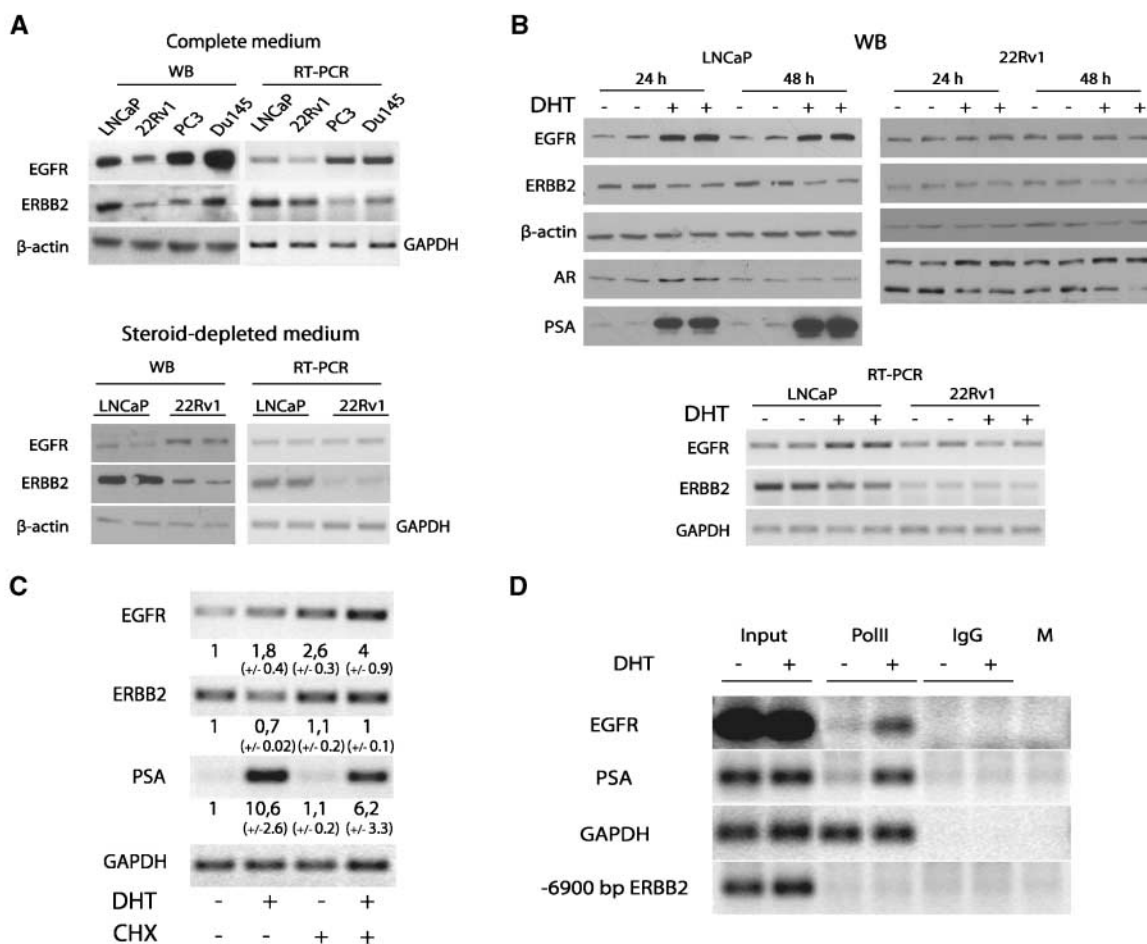 A
Complete medium
WB RT-PCR
LNCaP 22Rv1 PC3 Du145 LNCaP 22Rv1 PC3 Du145
EGFR
ERBB2
β-actin GAPDH
Steroid-depleted medium
WB RT-PCR
LNCaP 22Rv1 LNCaP 22Rv1
EGFR
ERBB2
β-actin GAPDH
B
WB
LNCaP 22Rv1
24 h 48 h 24 h 48 h
DHT - - + + - - + + - - + + - - + +
EGFR
ERBB2
β-actin
AR
PSA
RT-PCR
LNCaP 22Rv1
DHT - - + + - - + +
EGFR
ERBB2
GAPDH
C
EGFR
1 1,8 2,6 4
(+/- 0.4) (+/- 0.3) (+/- 0.9)
ERBB2
1 0,7 1,1 1
(+/- 0.02) (+/- 0.2) (+/- 0.1)
PSA
1 10,6 1,1 6,2
(+/- 2.6) (+/- 0.2) (+/- 3.3)
GAPDH
DHT - + - +
CHX - - + +
D
Input PolII IgG M
DHT - + - + - +
EGFR
PSA
GAPDH
-6900 bp ERBB2